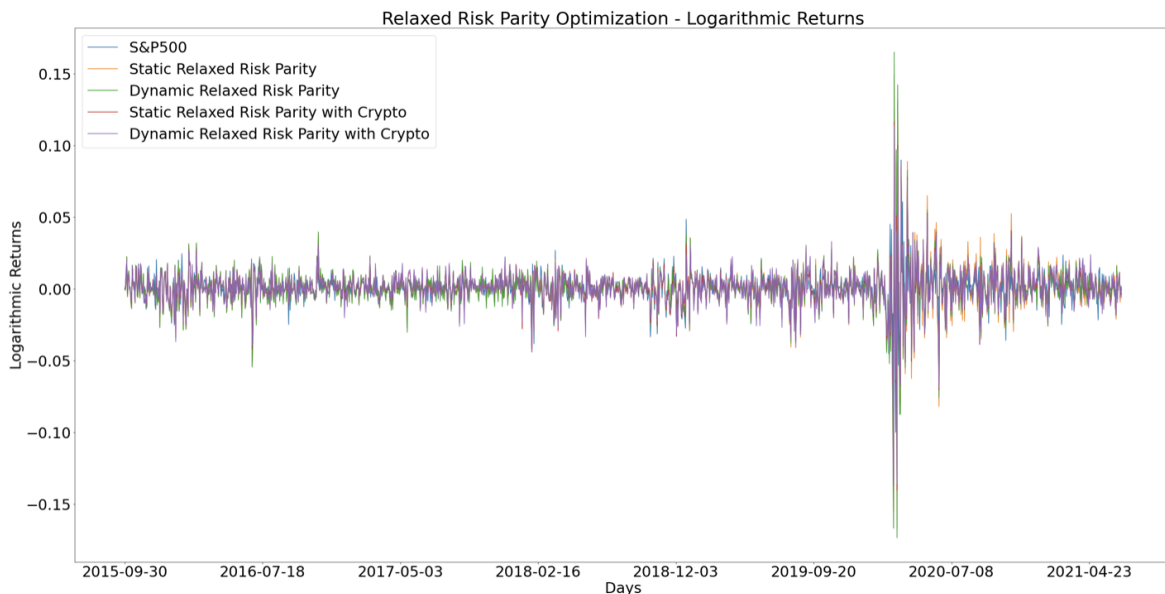 Relaxed Risk Parity Optimization - Logarithmic Returns
S&P500
Static Relaxed Risk Parity
Dynamic Relaxed Risk Parity
Static Relaxed Risk Parity with Crypto
Dynamic Relaxed Risk Parity with Crypto
0.15
0.10
0.05
0.00
−0.05
−0.10
−0.15
Logarithmic Returns
2015-09-30 2016-07-18 2017-05-03 2018-02-16 2018-12-03 2019-09-20 2020-07-08 2021-04-23
Days